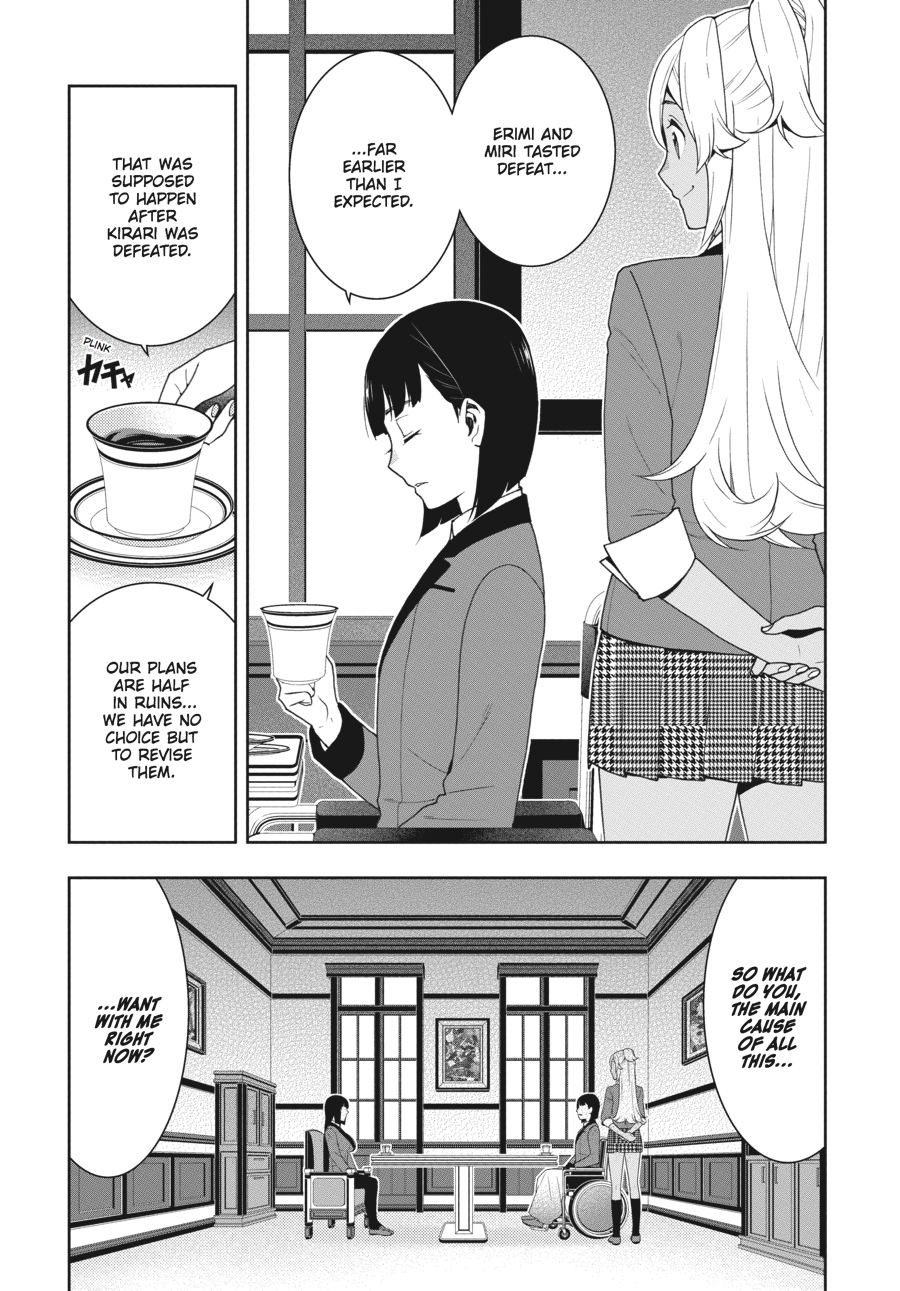 ERIMI AND
MIRI TASTED
DEFEAT...
...FAR
EARLIER
THAN I
EXPECTED.
THAT WAS
SUPPOSED
TO HAPPEN
AFTER
KIRARI WAS
DEFEATED.
PLINK
カチャ
OUR PLANS
ARE HALF
IN RUINS...
WE HAVE NO
CHOICE BUT
TO REVISE
THEM.
SO WHAT
DO YOU,
THE MAIN
CAUSE
OF ALL
THIS...
...WANT
WITH ME
RIGHT
NOW?